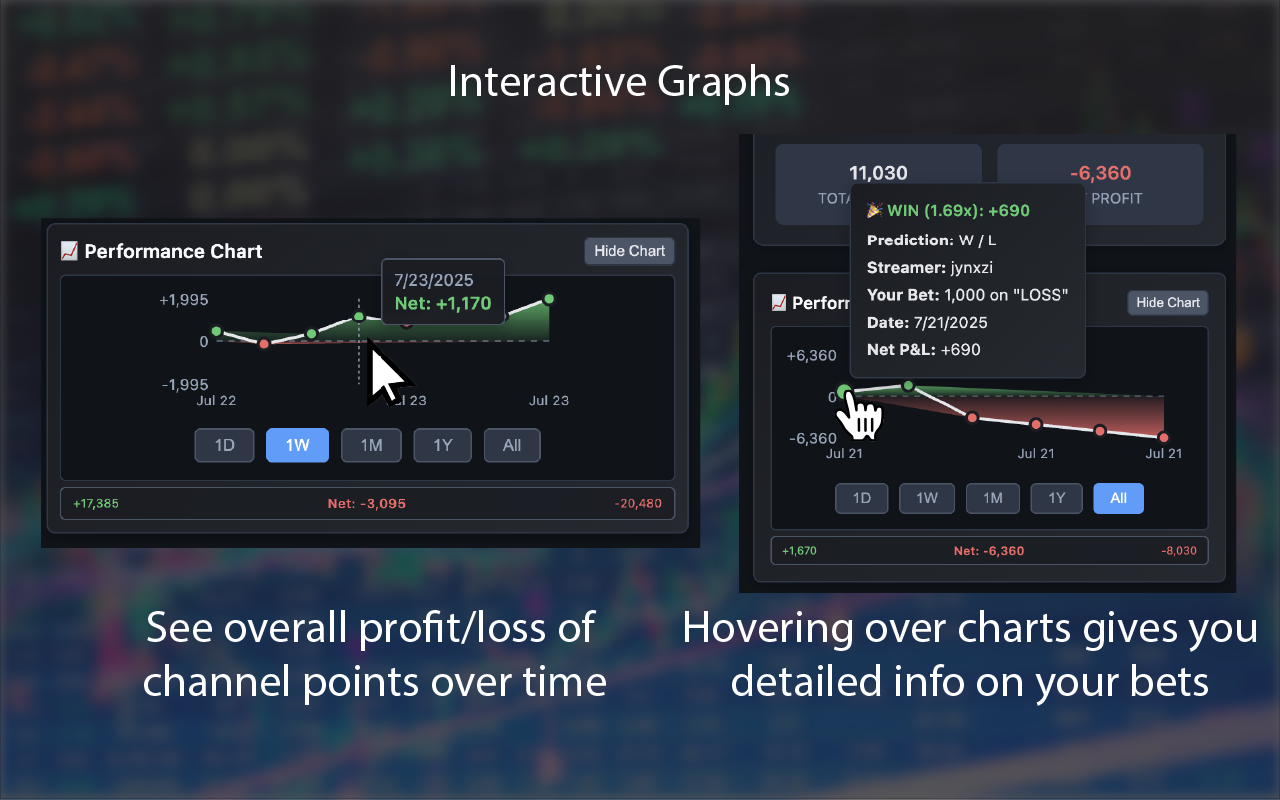 Interactive Graphs
Performance Chart
Hide Chart
7/23/2025
Net: +1,170
+1,995
0
-1,995
Jul 22
Jul 23
1D
1W
1M
1Y
All
+17,385
Net: -3,095
-20,480
See overall profit/loss of
channel points over time
11,030
-6,360
PROFIT
WIN (1.69x): +690
Prediction: W / L
Streamer: jynxzi
Your Bet: 1,000 on "LOSS"
Date: 7/21/2025
Net P&L: +690
Hide Chart
+6,360
0
-6,360
Jul 21
Jul 21
Jul 21
1D
1W
1M
1Y
All
+1,670
Net: -6,360
-8,030
Hovering over charts gives you
detailed info on your bets